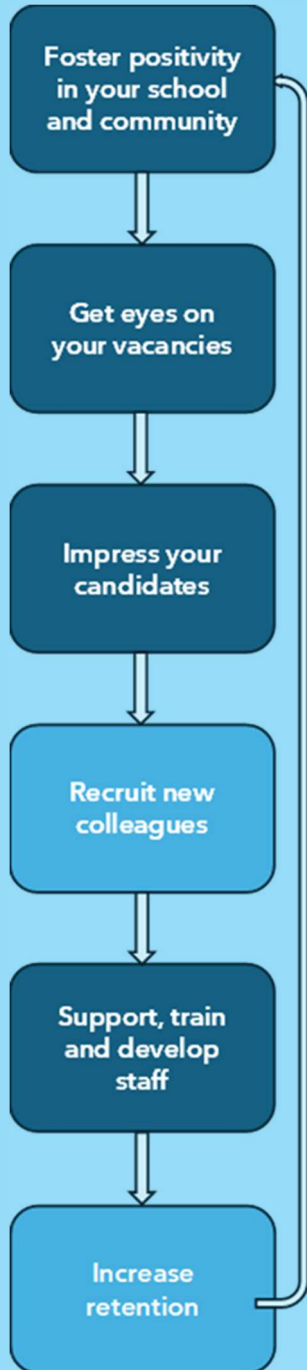 Foster positivity
in your school
and community
Get eyes on
your vacancies
Impress your
candidates
Recruit new
colleagues
Support, train
and develop
staff
Increase
retention